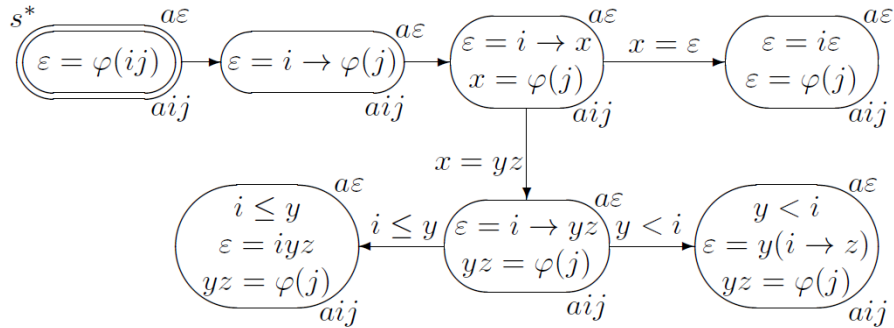 s*
aε
ε = φ(ij)
aij
aε
ε = i → φ(j)
aij
aε
ε = i → x
x = φ(j)
aij
x = ε
aε
ε = iε
ε = φ(j)
aij
x = yz
aε
i ≤ y
ε = iyz
yz = φ(j)
aij
i ≤ y
aε
ε = i → yz
yz = φ(j)
aij
y < i
aε
y < i
ε = y(i → z)
yz = φ(j)
aij